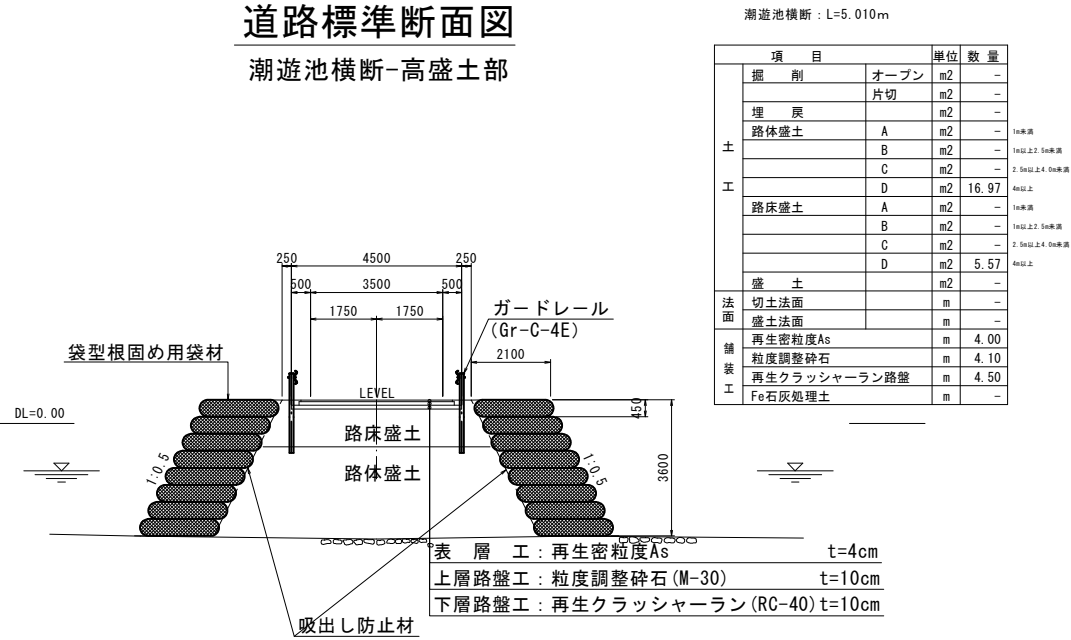 道路標準断面図
潮遊池横断-高盛土部
潮遊池横断：L=5.010m
項 目 単位 数 量
土 工
掘 削 オープン m2 -
片切 m2 -
埋 戻 m2 -
路体盛土 A m2 - 1m未満
B m2 - 1m以上2.5m未満
C m2 - 2.5m以上4.0m未満
D m2 16.97 4m以上
路床盛土 A m2 - 1m未満
B m2 - 1m以上2.5m未満
C m2 - 2.5m以上4.0m未満
D m2 5.57 4m以上
盛 土 m2 -
法面
切土法面 m -
盛土法面 m -
舗装工
再生密粒度As m 4.00
粒度調整砕石 m 4.10
再生クラッシャーラン路盤 m 4.50
Fe石灰処理土 m -
250 4500 250
500 3500 500
1750 1750
ガードレール
(Gr-C-4E)
2100
袋型根固め用袋材
LEVEL
DL=0.00
450
路床盛土
路体盛土
1:0.5
1:0.5
3600
表 層 工：再生密粒度As t=4cm
上層路盤工：粒度調整砕石(M-30) t=10cm
下層路盤工：再生クラッシャーラン(RC-40) t=10cm
吸出し防止材